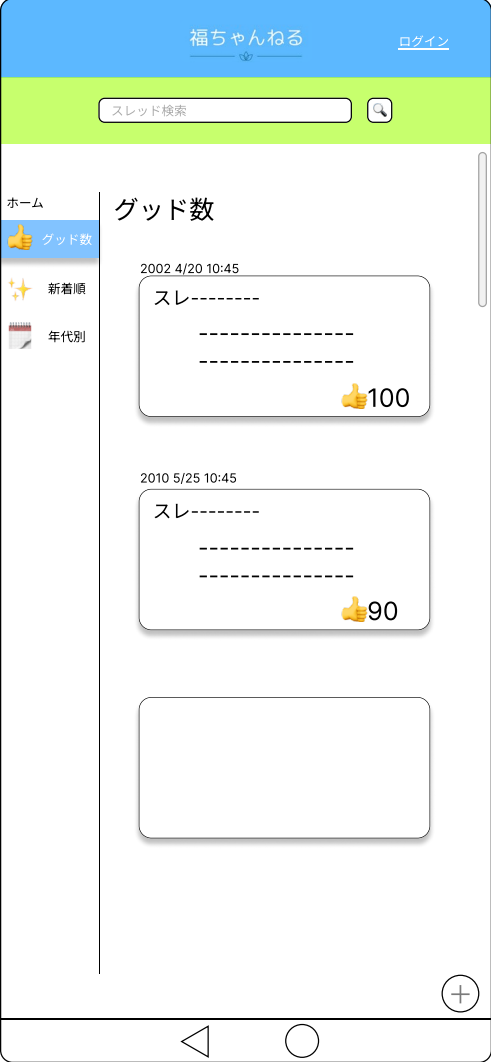 福ちゃんねる
ログイン
スレッド検索
ホーム
グッド数
新着順
年代別
グッド数
2002 4/20 10:45
スレ--------
--------------
--------------
👍100
2010 5/25 10:45
スレ--------
--------------
--------------
👍90